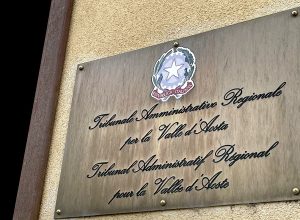 Tribunale Amministrativo Regionale
per la Valle d'Aosta
Tribunal Administratif Régional
pour la Vallée d'Aoste